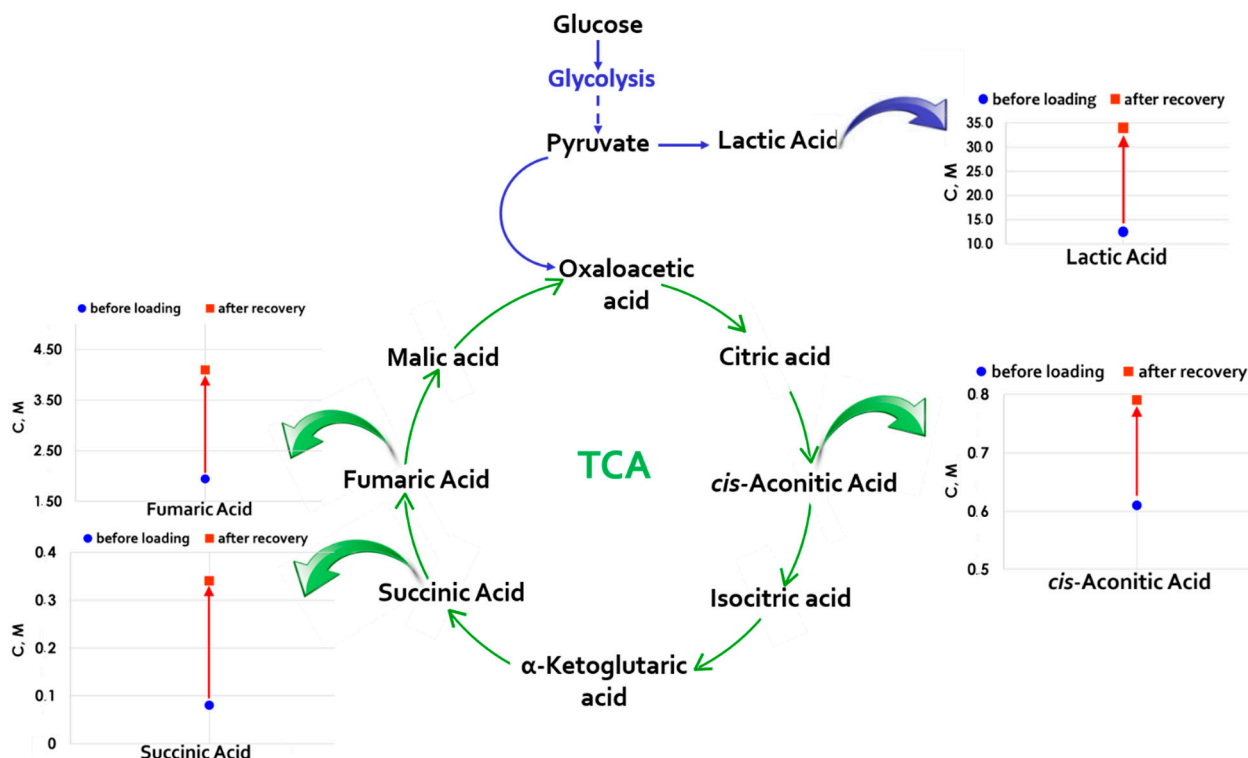 Glucose
Glycolysis
Pyruvate
Lactic Acid
before loading after recovery
35.0
30.0
25.0
20.0
15.0
10.0
C, M
Lactic Acid
Oxaloacetic
acid
Malic acid
Citric acid
Fumaric Acid
TCA
cis-Aconitic Acid
Succinic Acid
Isocitric acid
α-Ketoglutaric
acid
before loading after recovery
4.50
3.50
2.50
1.50
C, M
Fumaric Acid
before loading after recovery
0.4
0.3
0.2
0.1
0
C, M
Succinic Acid
before loading after recovery
0.8
0.7
0.6
0.5
C, M
cis-Aconitic Acid